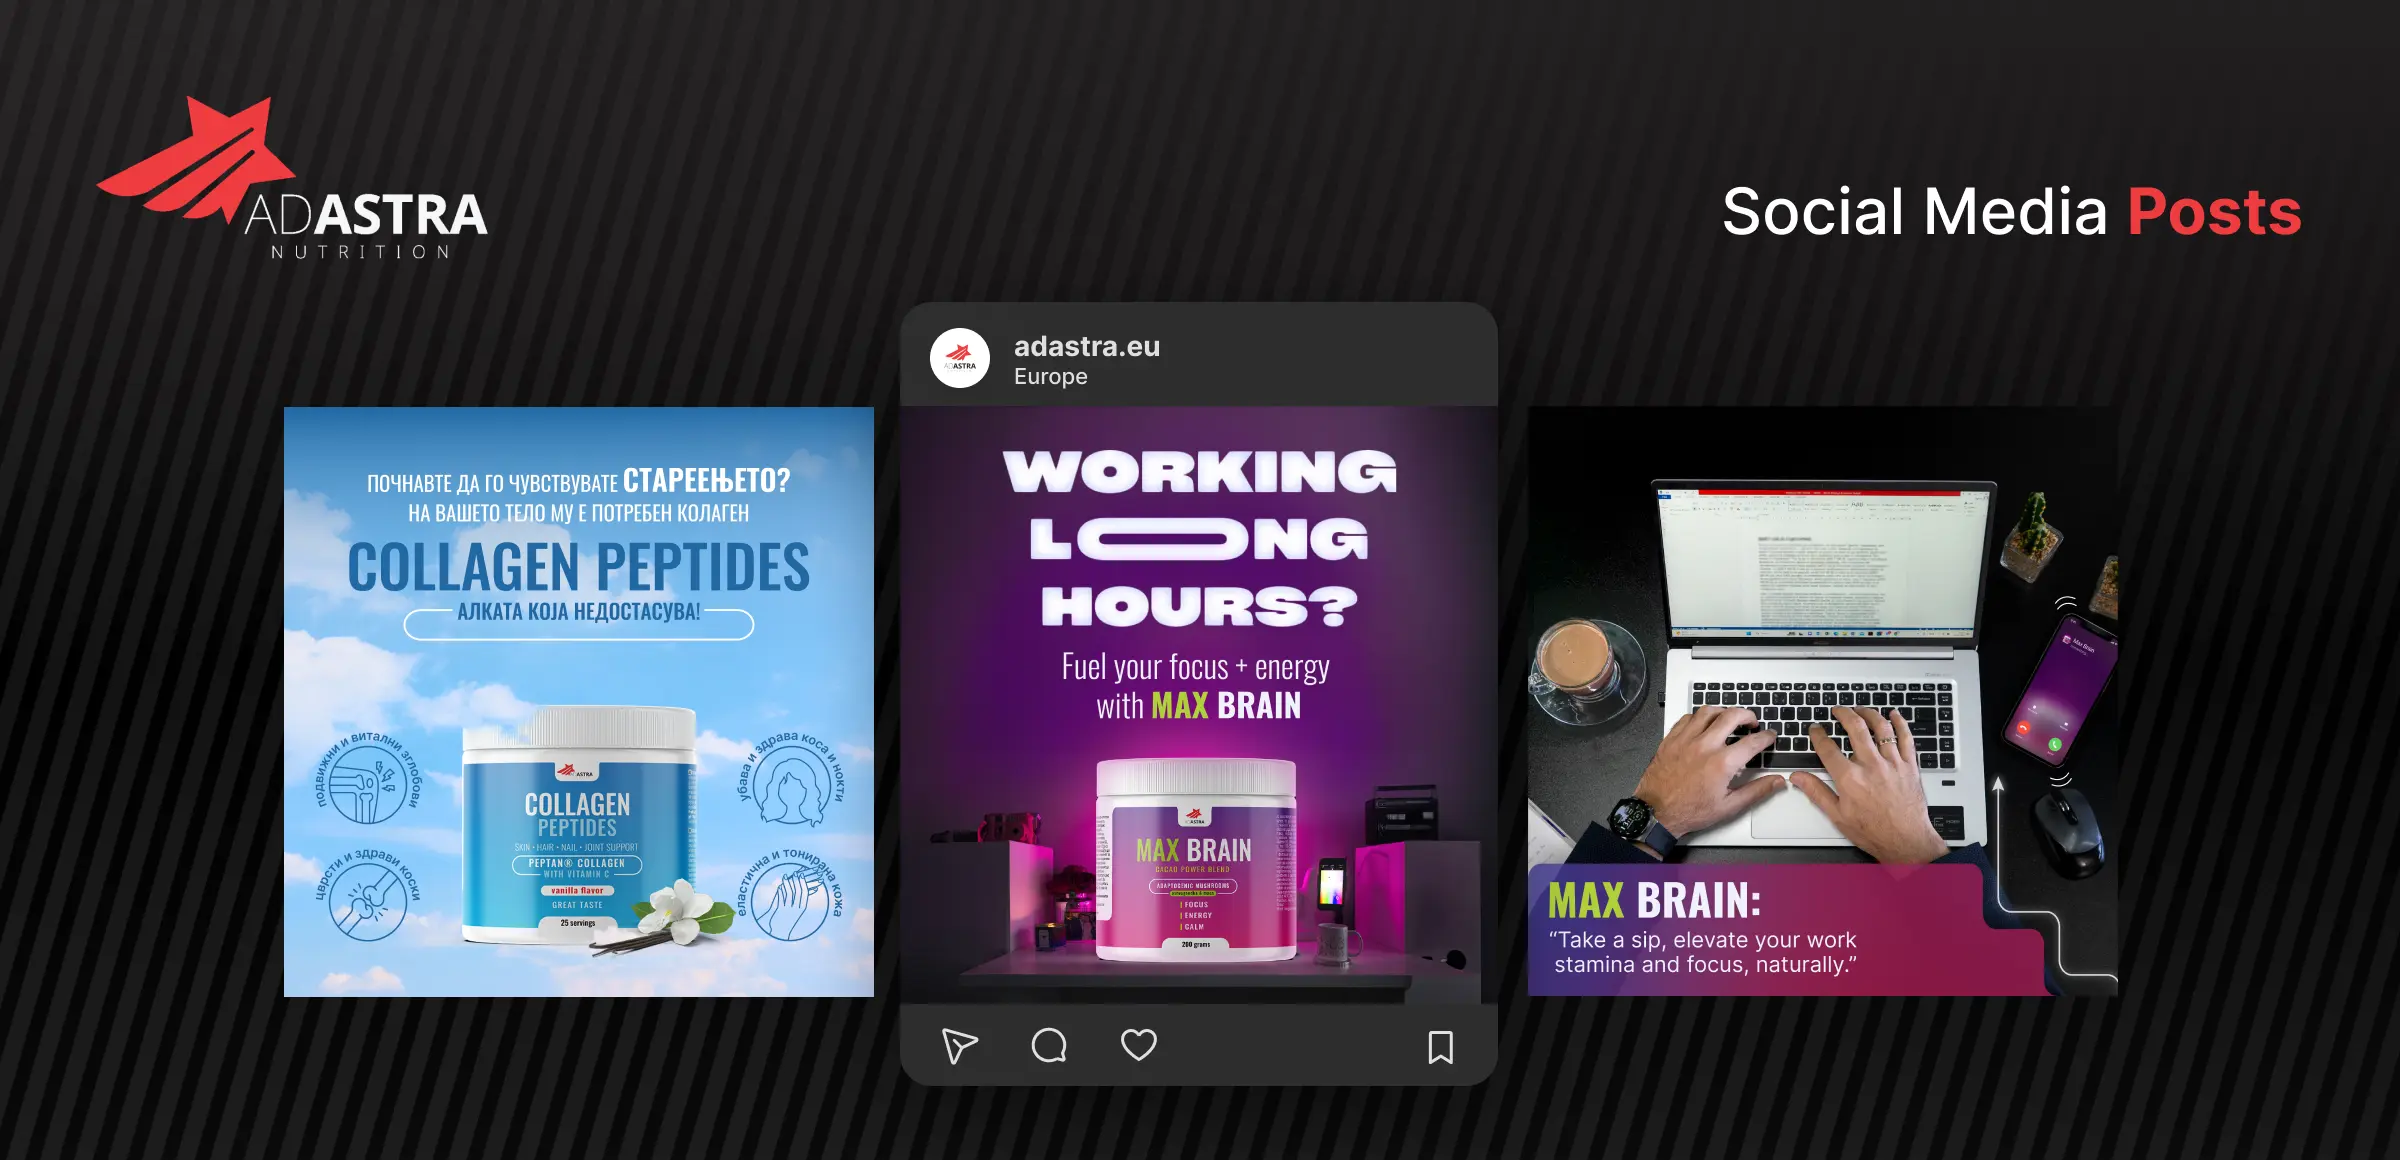 ADASTRA
NUTRITION
Social Media Posts
adastra.eu
Europe
ПОЧНАВТЕ ДА ГО ЧУВСТВУВАТЕ СТАРЕЕЊЕТО?
НА ВАШЕТО ТЕЛО МУ Е ПОТРЕБЕН КОЛАГЕН
COLLAGEN PEPTIDES
АЛКАТА КОЈА НЕДОСТАСУВА!
подвижни и витални зглобови
убава и здрава коса и нокти
цврсти и здрави коски
еластична и тонирана кожа
COLLAGEN
PEPTIDES
SKIN • HAIR • NAIL • JOINT SUPPORT
PEPTAN® COLLAGEN
WITH VITAMIN C
vanilla flavor
GREAT TASTE
25 servings
WORKING
LONG
HOURS?
Fuel your focus + energy
with MAX BRAIN
ADASTRA
MAX BRAIN
CACAO POWER BLEND
ADAPTOGENIC MUSHROOMS
FOCUS
ENERGY
CALM
200 grams
Max Brain
MAX BRAIN:
“Take a sip, elevate your work
stamina and focus, naturally.”